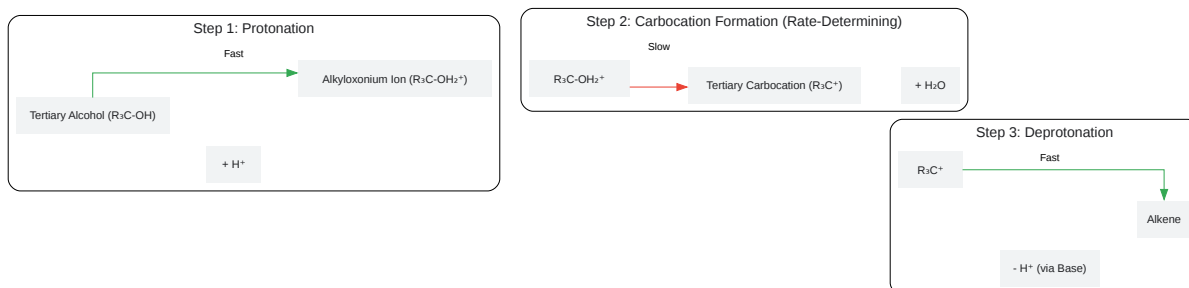 Step 1: Protonation
Fast
Alkyloxonium Ion (R₃C-OH₂⁺)
Tertiary Alcohol (R₃C-OH)
+ H⁺
Step 2: Carbocation Formation (Rate-Determining)
Slow
R₃C-OH₂⁺
Tertiary Carbocation (R₃C⁺)
+ H₂O
Step 3: Deprotonation
Fast
R₃C⁺
Alkene
- H⁺ (via Base)